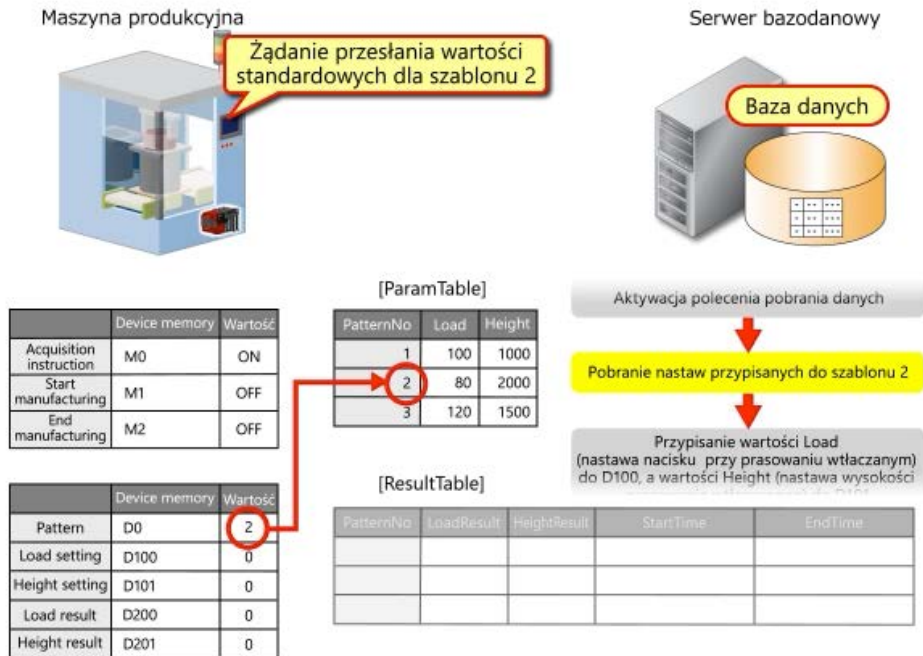 Maszyna produkcyjna
Serwer bazodanowy
Żądanie przesłania wartości
standardowych dla szablonu 2
Baza danych
[ParamTable]
PatternNo Load Height
1 100 1000
2 80 2000
3 120 1500
Aktywacja polecenia pobrania danych
Pobranie nastaw przypisanych do szablonu 2
Przypisanie wartości Load
(nastawa nacisku przy prasowaniu wtłaczanym)
do D100, a wartości Height (nastawa wysokości
do D101
Device memory Wartość
Acquisition
instruction M0 ON
Start
manufacturing M1 OFF
End
manufacturing M2 OFF
Device memory Wartość
Pattern D0 2
Load setting D100 0
Height setting D101 0
Load result D200 0
Height result D201 0
[ResultTable]
PatternNo LoadResult HeightResult StartTime EndTime